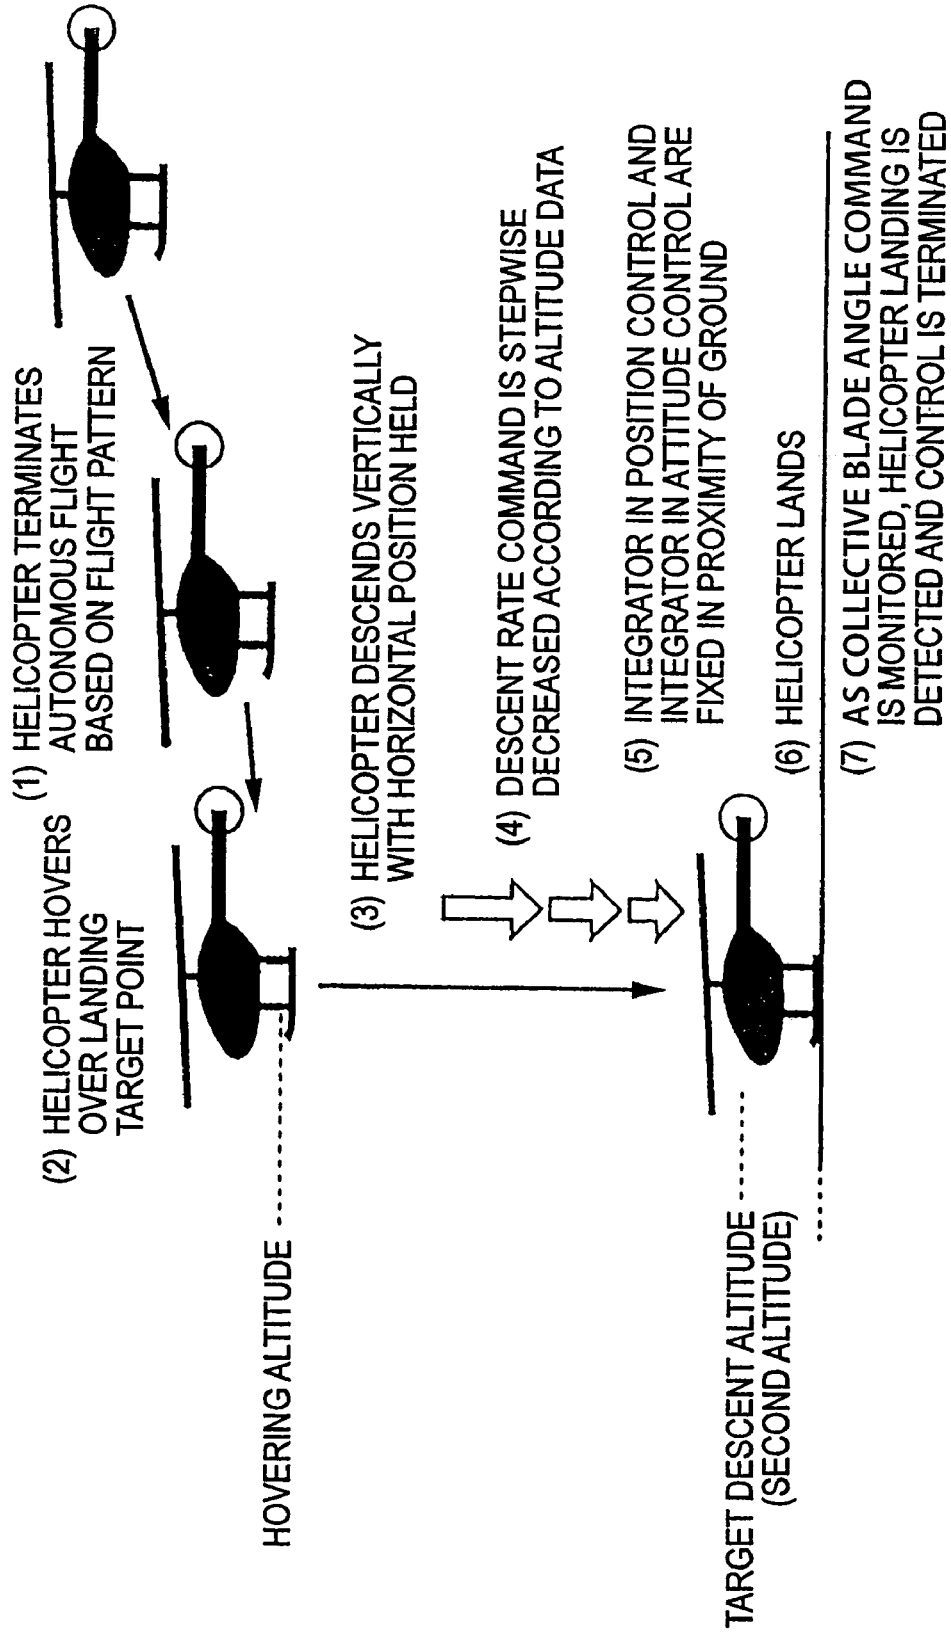 (1) HELICOPTER TERMINATES
AUTONOMOUS FLIGHT
BASED ON FLIGHT PATTERN
(2) HELICOPTER HOVERS
OVER LANDING
TARGET POINT
(3) HELICOPTER DESCENDS VERTICALLY
WITH HORIZONTAL POSITION HELD
(4) DESCENT RATE COMMAND IS STEPWISE
DECREASED ACCORDING TO ALTITUDE DATA
(5) INTEGRATOR IN POSITION CONTROL AND
INTEGRATOR IN ATTITUDE CONTROL ARE
FIXED IN PROXIMITY OF GROUND
(6) HELICOPTER LANDS
(7) AS COLLECTIVE BLADE ANGLE COMMAND
IS MONITORED, HELICOPTER LANDING IS
DETECTED AND CONTROL IS TERMINATED
HOVERING ALTITUDE
TARGET DESCENT ALTITUDE
(SECOND ALTITUDE)